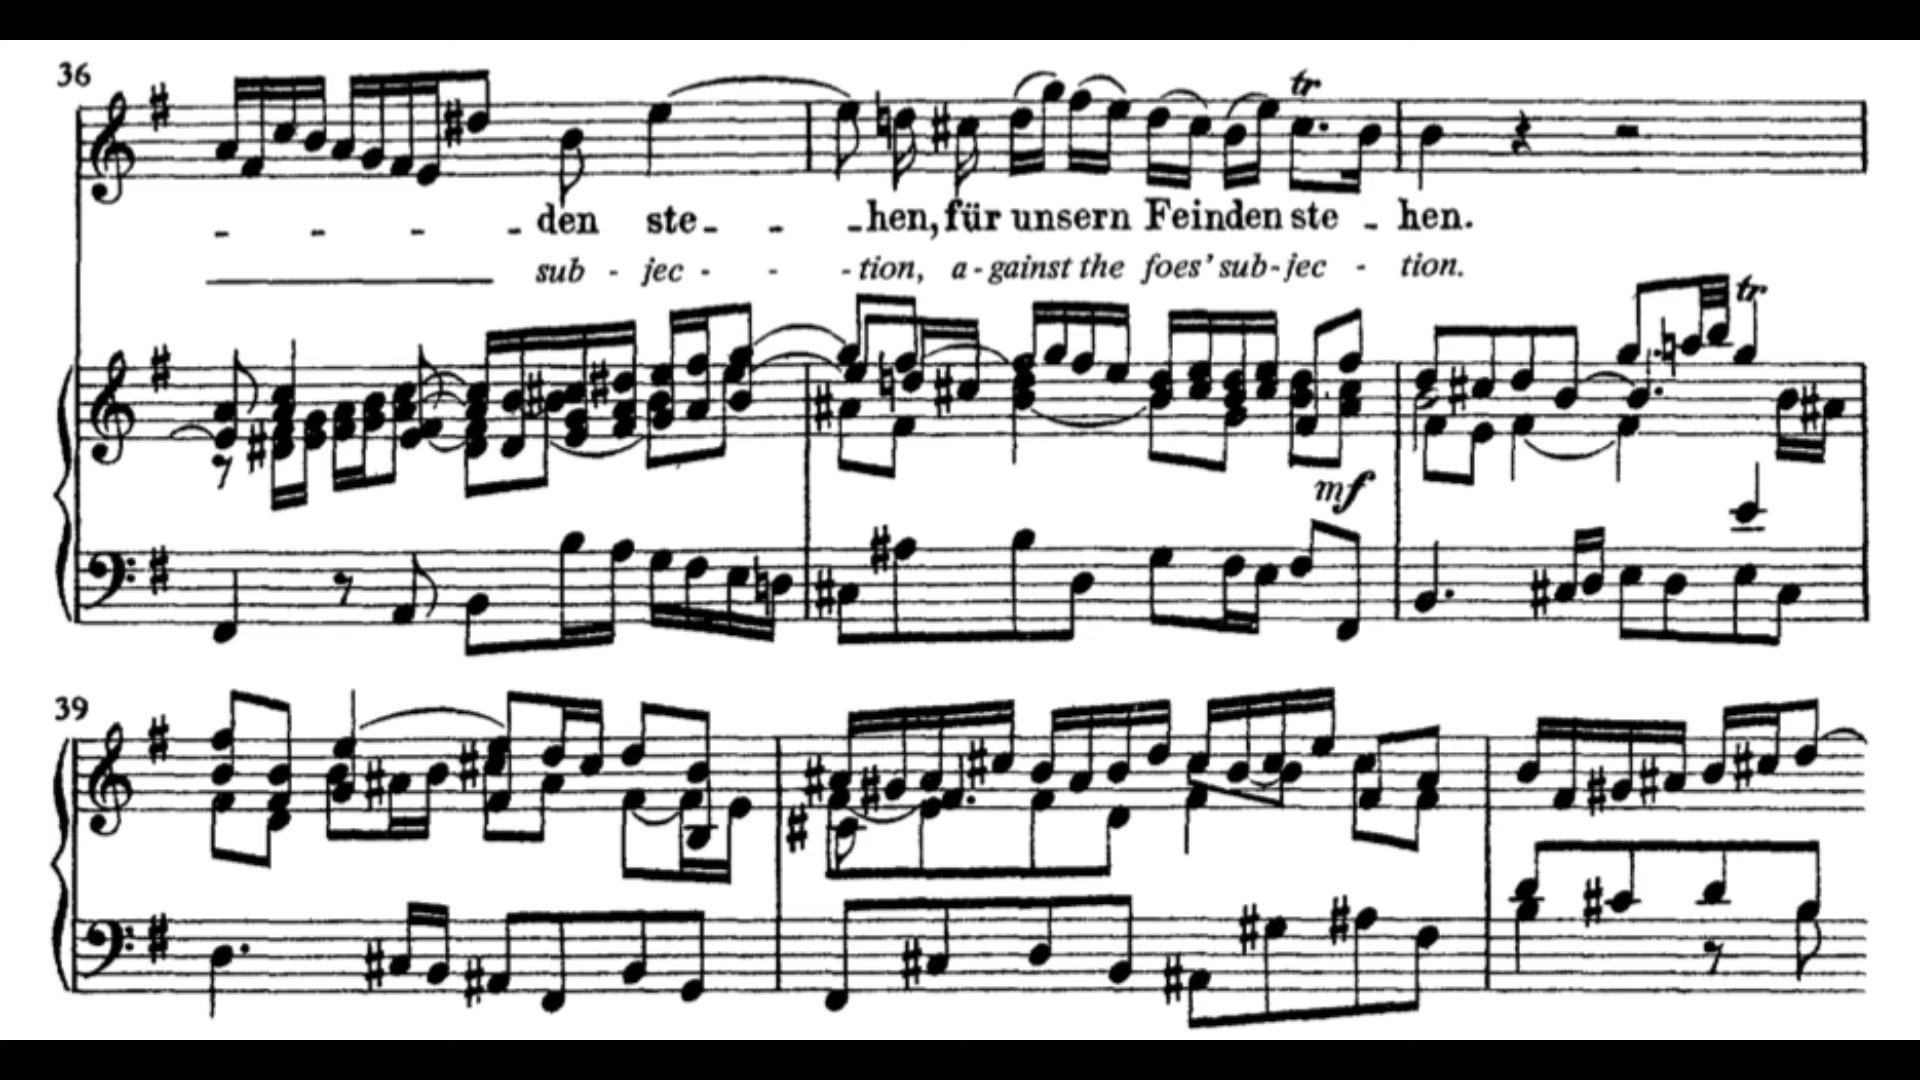 36
tr
- - - - den ste - - - hen, für unsern Feinden ste - hen.
sub - jec - - - tion, a - gainst the foes' sub - jec - tion.
tr
mf
39